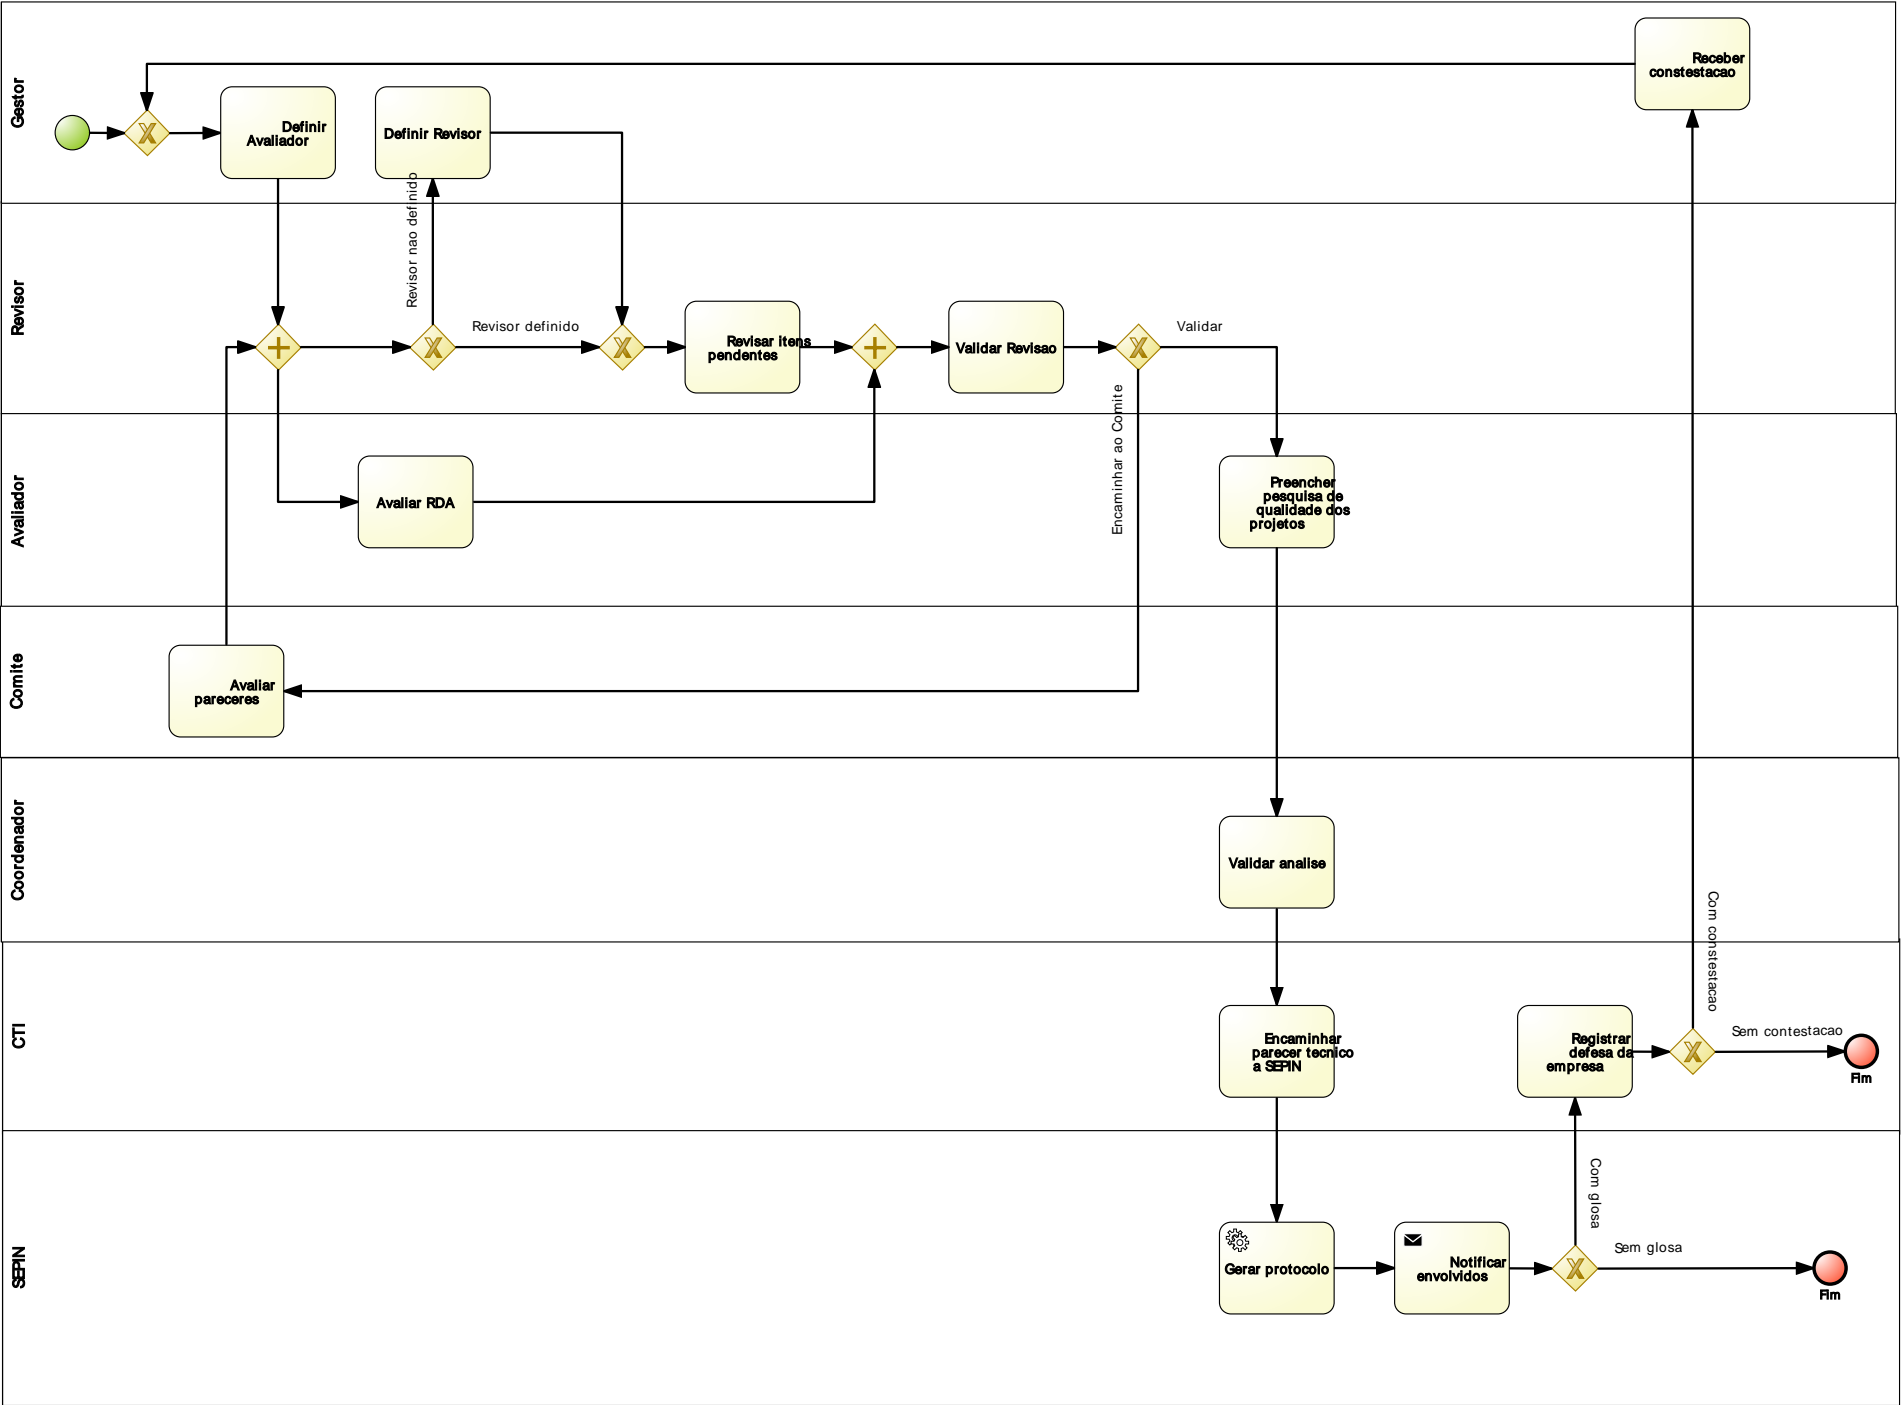 Gestor
Receber
constestacao
Definir
Avaliador
Definir Revisor
Revisor nao definido
Revisor
Revisor definido
Revisar itens
pendentes
Validar Revisao
Validar
Encaminhar ao Comite
Avaliador
Avaliar RDA
Preencher
pesquisa de
qualidade dos
projetos
Comite
Avaliar
pareceres
Coordenador
Validar analise
Com constestacao
CTI
Encaminhar
parecer tecnico
a SEPIN
Registrar
defesa da
empresa
Sem contestacao
Fim
SEPIN
Com glosa
Gerar protocolo
Notificar
envolvidos
Sem glosa
Fim